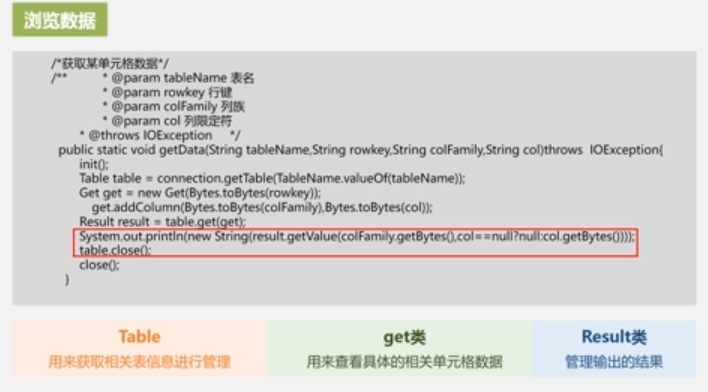 浏览数据
/*获取某单元格数据*/
/** * @param tableName 表名
* @param rowkey 行键
* @param colFamily 列族
* @param col 列限定符
* @throws IOException */
public static void getData(String tableName,String rowkey,String colFamily,String col)throws IOException{
init();
Table table = connection.getTable(TableName.valueOf(tableName));
Get get = new Get(Bytes.toBytes(rowkey));
get.addColumn(Bytes.toBytes(colFamily),Bytes.toBytes(col));
Result result = table.get(get);
System.out.println(new String(result.getValue(colFamily.getBytes(),col==null?null:col.getBytes())));
table.close();
close();
}
Table
用来获取相关表信息进行管理
get类
用来查看具体的相关单元格数据
Result类
管理输出的结果